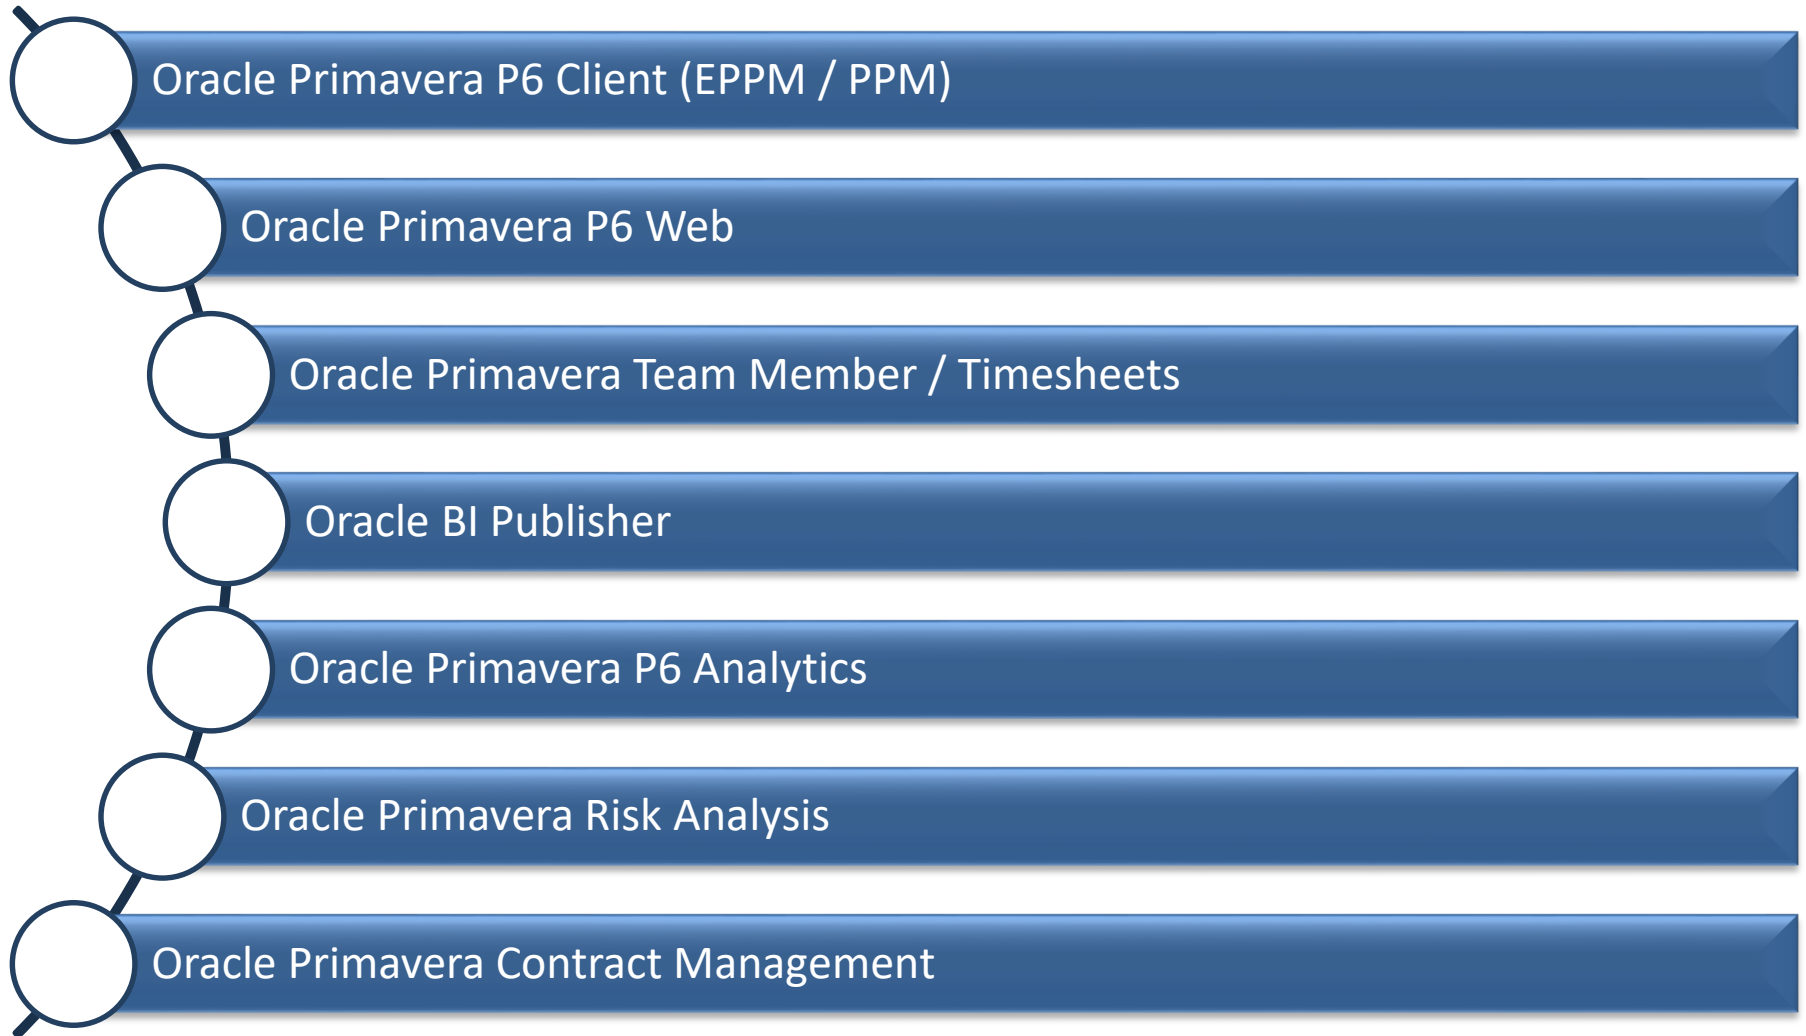 Oracle Primavera P6 Client (EPPM / PPM)
Oracle Primavera P6 Web
Oracle Primavera Team Member / Timesheets
Oracle BI Publisher
Oracle Primavera P6 Analytics
Oracle Primavera Risk Analysis
Oracle Primavera Contract Management